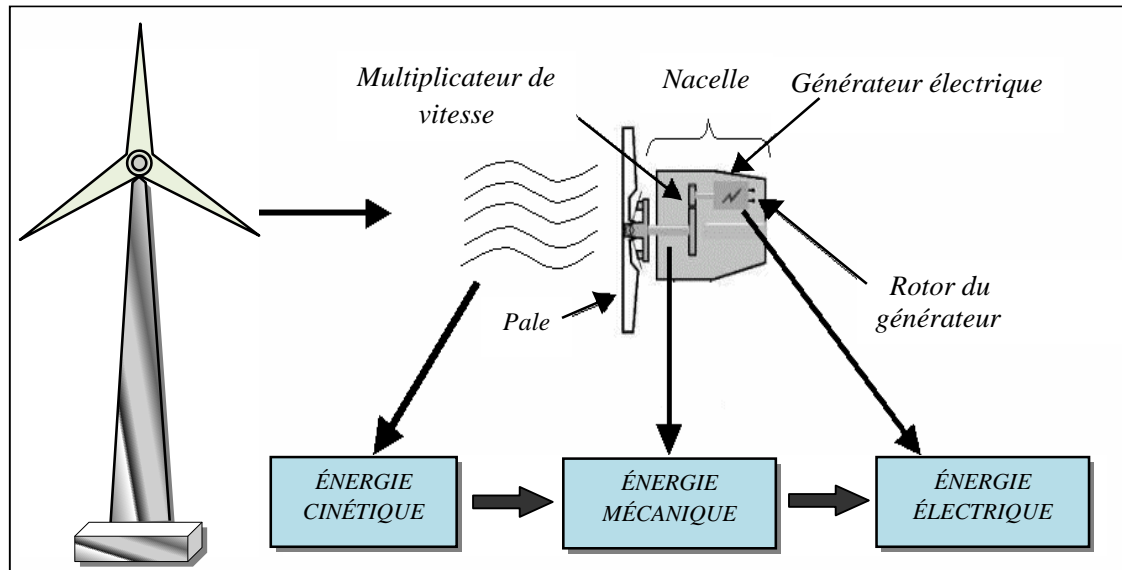 Multiplicateur de
vitesse
Nacelle
Générateur électrique
Pale
Rotor du
générateur
ÉNERGIE
CINÉTIQUE
ÉNERGIE
MÉCANIQUE
ÉNERGIE
ÉLECTRIQUE